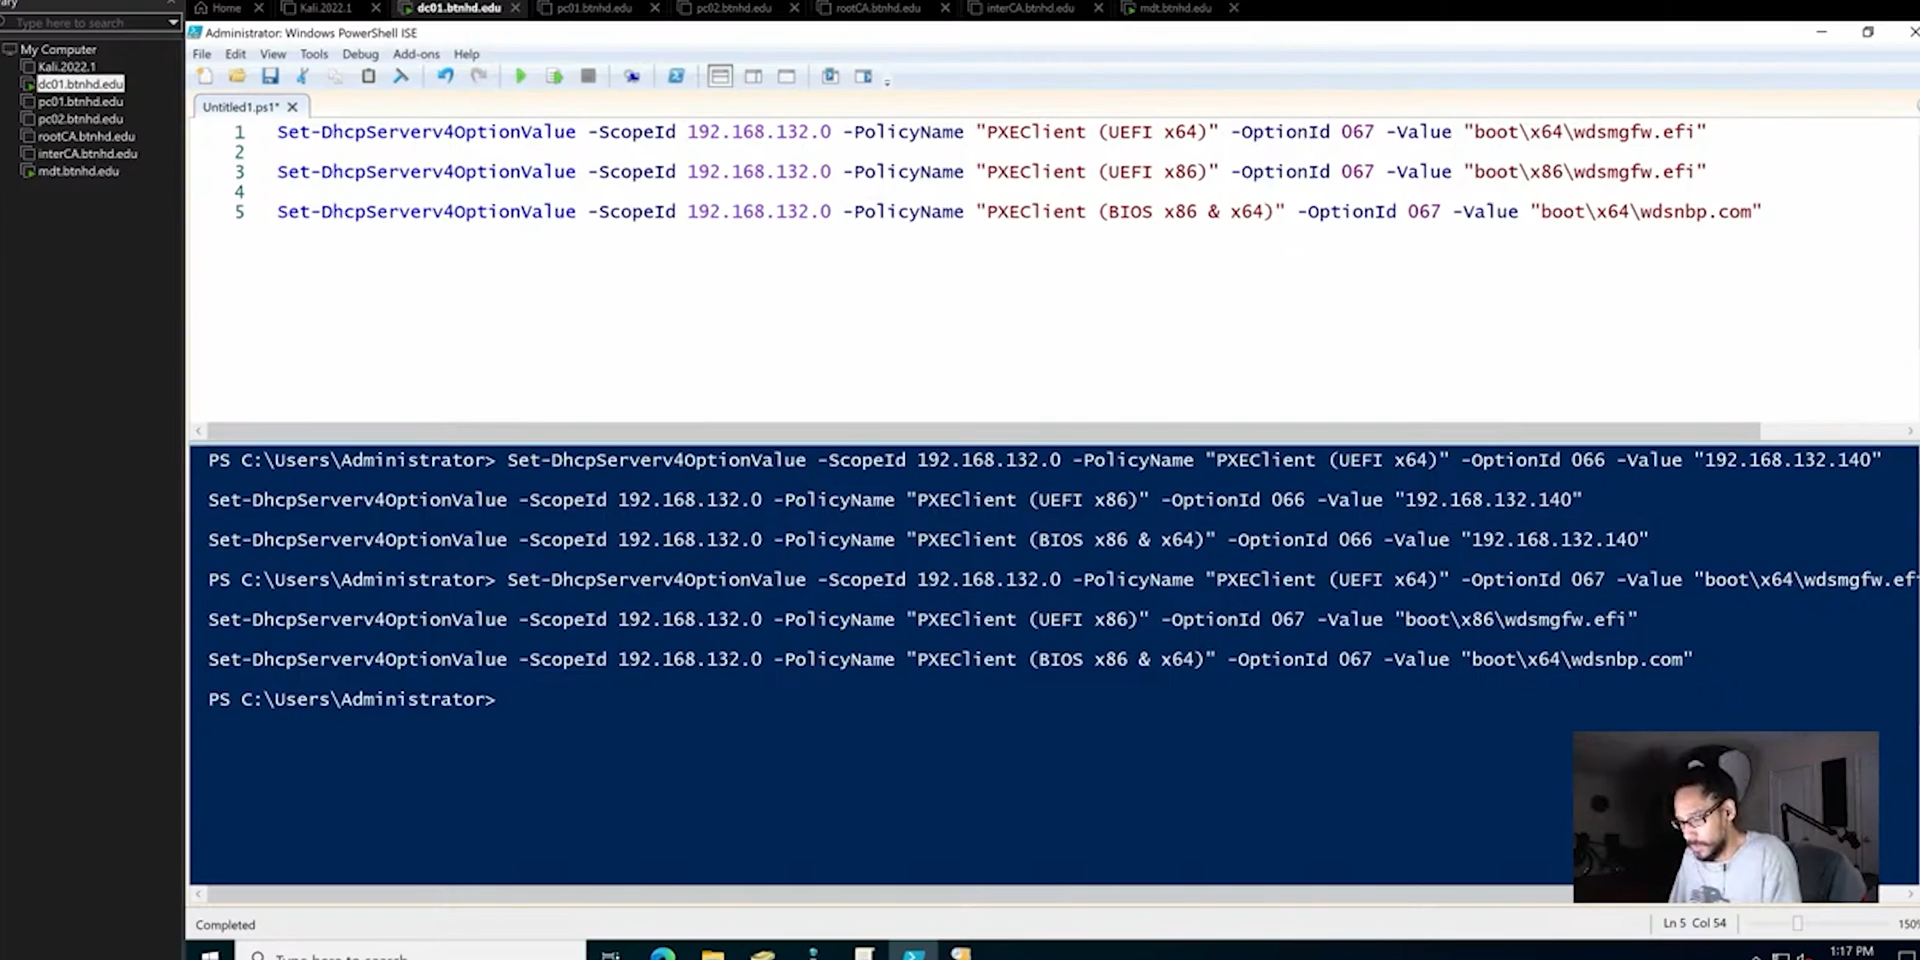 Home
Kali.2022.1
dc01.btnhd.edu
pc01.btnhd.edu
pc02.btnhd.edu
rootCA.btnhd.edu
interCA.btnhd.edu
mdt.btnhd.edu
Type here to search
My Computer
Kali.2022.1
dc01.btnhd.edu
pc01.btnhd.edu
pc02.btnhd.edu
rootCA.btnhd.edu
interCA.btnhd.edu
mdt.btnhd.edu
Administrator: Windows PowerShell ISE
File Edit View Tools Debug Add-ons Help
Untitled1.ps1*
1 Set-DhcpServerv4OptionValue -ScopeId 192.168.132.0 -PolicyName "PXEClient (UEFI x64)" -OptionId 067 -Value "boot\x64\wdsmgfw.efi"
2
3 Set-DhcpServerv4OptionValue -ScopeId 192.168.132.0 -PolicyName "PXEClient (UEFI x86)" -OptionId 067 -Value "boot\x86\wdsmgfw.efi"
4
5 Set-DhcpServerv4OptionValue -ScopeId 192.168.132.0 -PolicyName "PXEClient (BIOS x86 & x64)" -OptionId 067 -Value "boot\x64\wdsnbp.com"
PS C:\Users\Administrator> Set-DhcpServerv4OptionValue -ScopeId 192.168.132.0 -PolicyName "PXEClient (UEFI x64)" -OptionId 066 -Value "192.168.132.140"
Set-DhcpServerv4OptionValue -ScopeId 192.168.132.0 -PolicyName "PXEClient (UEFI x86)" -OptionId 066 -Value "192.168.132.140"
Set-DhcpServerv4OptionValue -ScopeId 192.168.132.0 -PolicyName "PXEClient (BIOS x86 & x64)" -OptionId 066 -Value "192.168.132.140"
PS C:\Users\Administrator> Set-DhcpServerv4OptionValue -ScopeId 192.168.132.0 -PolicyName "PXEClient (UEFI x64)" -OptionId 067 -Value "boot\x64\wdsmgfw.ef
Set-DhcpServerv4OptionValue -ScopeId 192.168.132.0 -PolicyName "PXEClient (UEFI x86)" -OptionId 067 -Value "boot\x86\wdsmgfw.efi"
Set-DhcpServerv4OptionValue -ScopeId 192.168.132.0 -PolicyName "PXEClient (BIOS x86 & x64)" -OptionId 067 -Value "boot\x64\wdsnbp.com"
PS C:\Users\Administrator>
Completed
Ln 5 Col 54
150%
Type here to search
1:17 PM